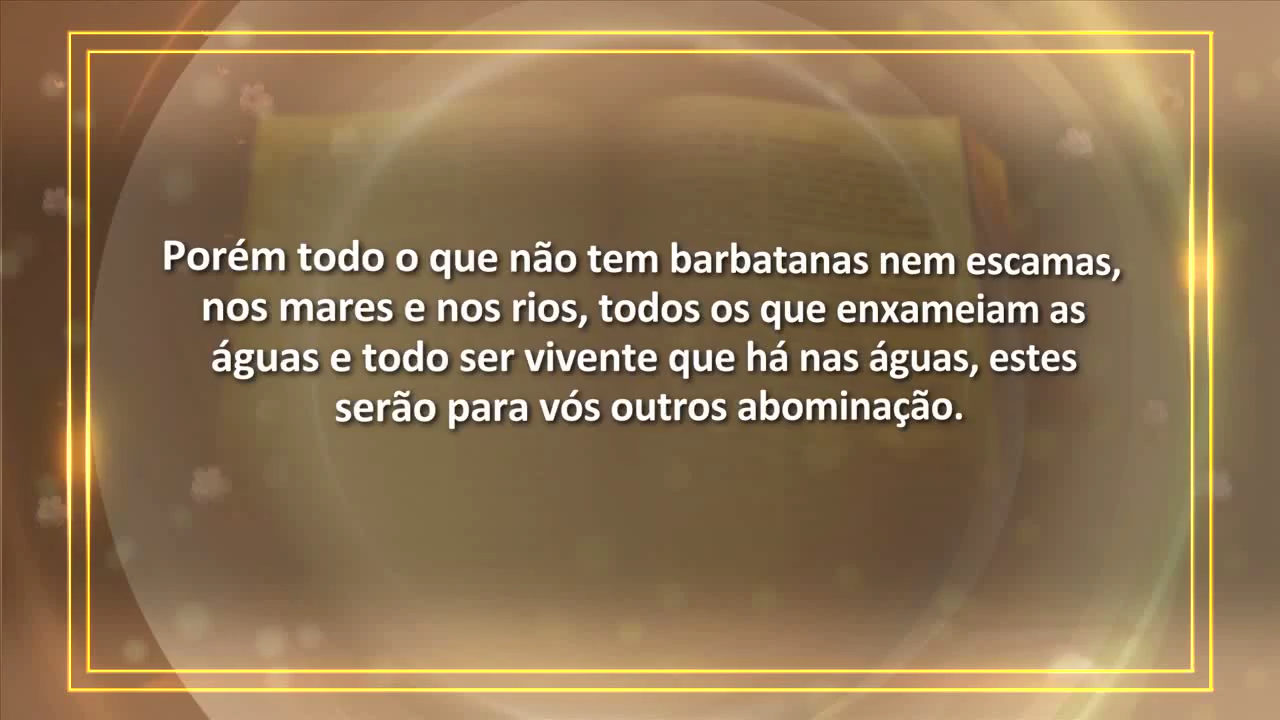 Porém todo o que não tem barbatanas nem escamas,
nos mares e nos rios, todos os que enxameiam as
águas e todo ser vivente que há nas águas, estes
serão para vós outros abominação.